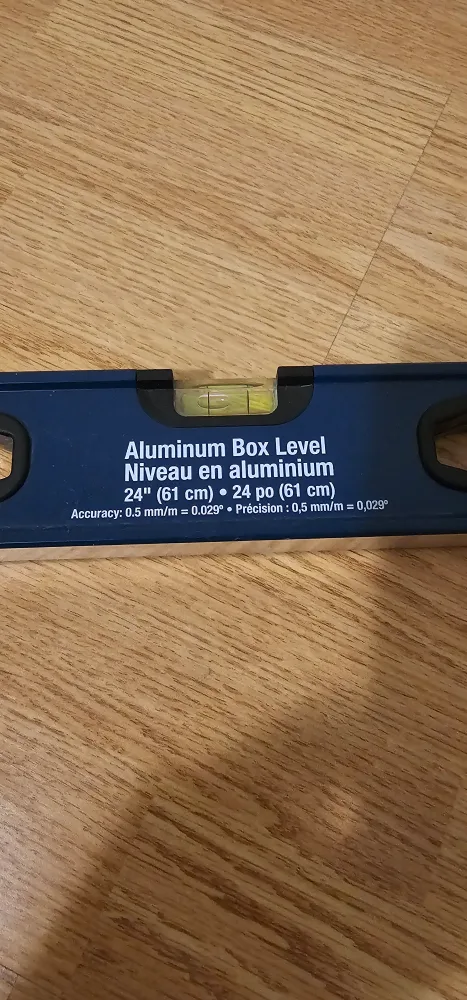 Aluminum Box Level
Niveau en aluminium
24" (61 cm) • 24 po (61 cm)
Accuracy: 0.5 mm/m = 0.029° • Précision : 0,5 mm/m = 0,029°